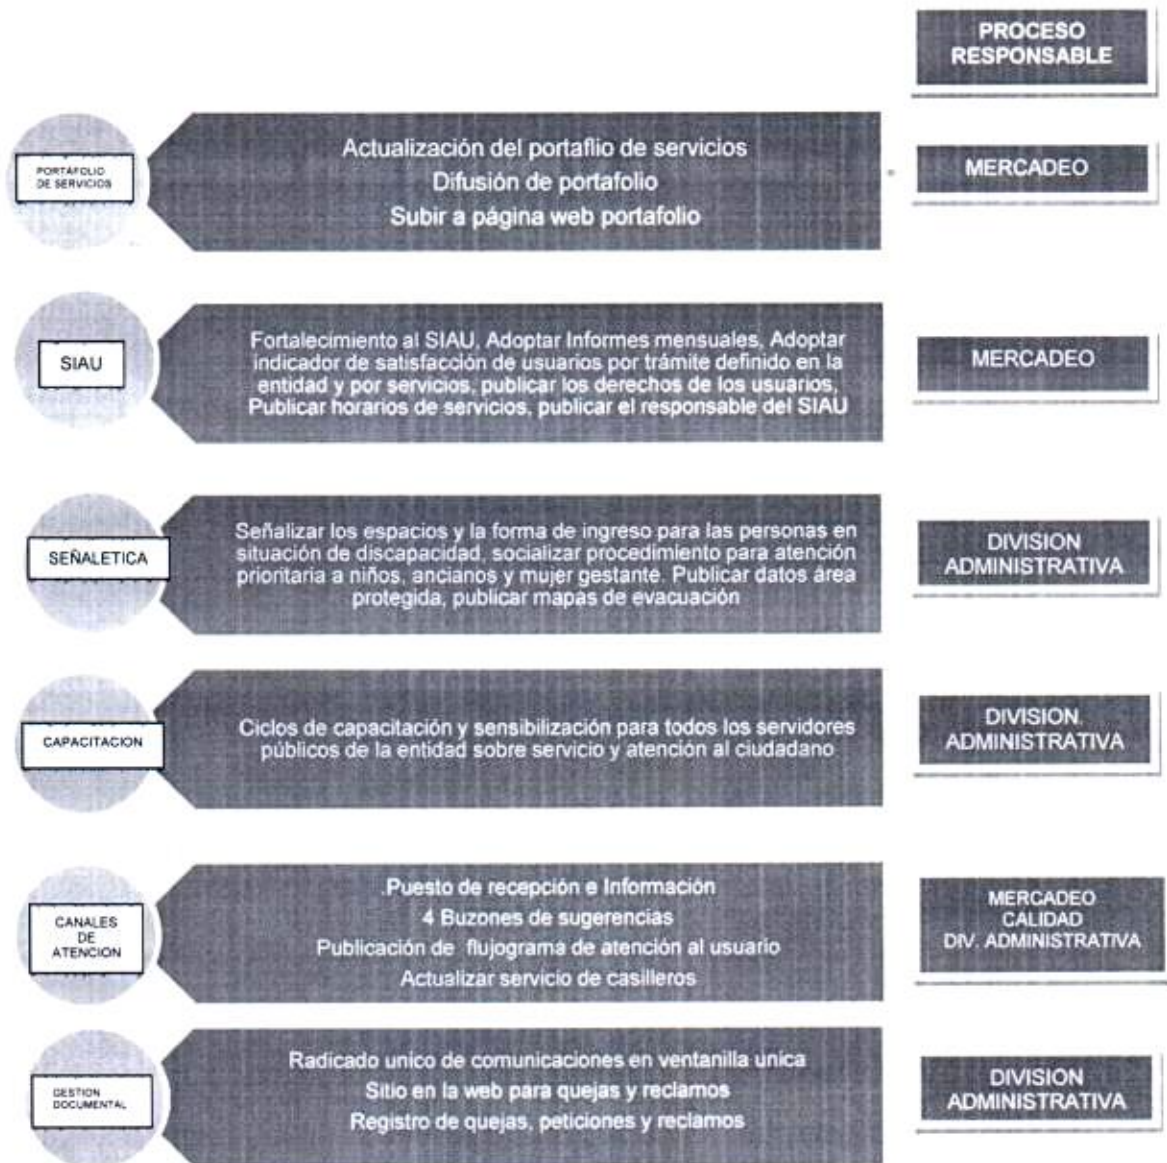 PROCESO
RESPONSABLE
PORTAFOLIO
DE SERVICIOS
Actualización del portaflio de servicios
Difusión de portafolio
Subir a página web portafolio
MERCADEO
SIAU
Fortalecimiento al SIAU, Adoptar Informes mensuales, Adoptar
indicador de satisfacción de usuarios por trámite definido en la
entidad y por servicios, publicar los derechos de los usuarios,
Publicar horarios de servicios, publicar el responsable del SIAU
MERCADEO
SEÑALETICA
Señalizar los espacios y la forma de ingreso para las personas en
situación de discapacidad, socializar procedimiento para atención
prioritaria a niños, ancianos y mujer gestante. Publicar datos área
protegida, publicar mapas de evacuación
DIVISION
ADMINISTRATIVA
CAPACITACION
Ciclos de capacitación y sensibilización para todos los servidores
públicos de la entidad sobre servicio y atención al ciudadano
DIVISION
ADMINISTRATIVA
CANALES
DE
ATENCION
.Puesto de recepción e Información
4 Buzones de sugerencias
Publicación de flujograma de atención al usuario
Actualizar servicio de casilleros
MERCADEO
CALIDAD
DIV. ADMINISTRATIVA
GESTION
DOCUMENTAL
Radicado unico de comunicaciones en ventanilla unica
Sitio en la web para quejas y reclamos
Registro de quejas, peticiones y reclamos
DIVISION
ADMINISTRATIVA